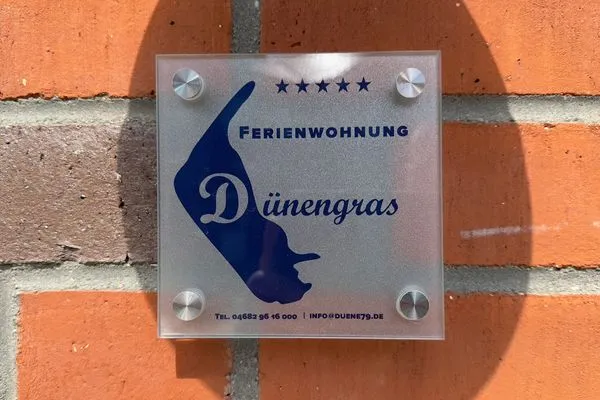 FERIENWOHNUNG
Dünengras
TEL. 04682 96 16 000 | INFO@DUENE79.DE